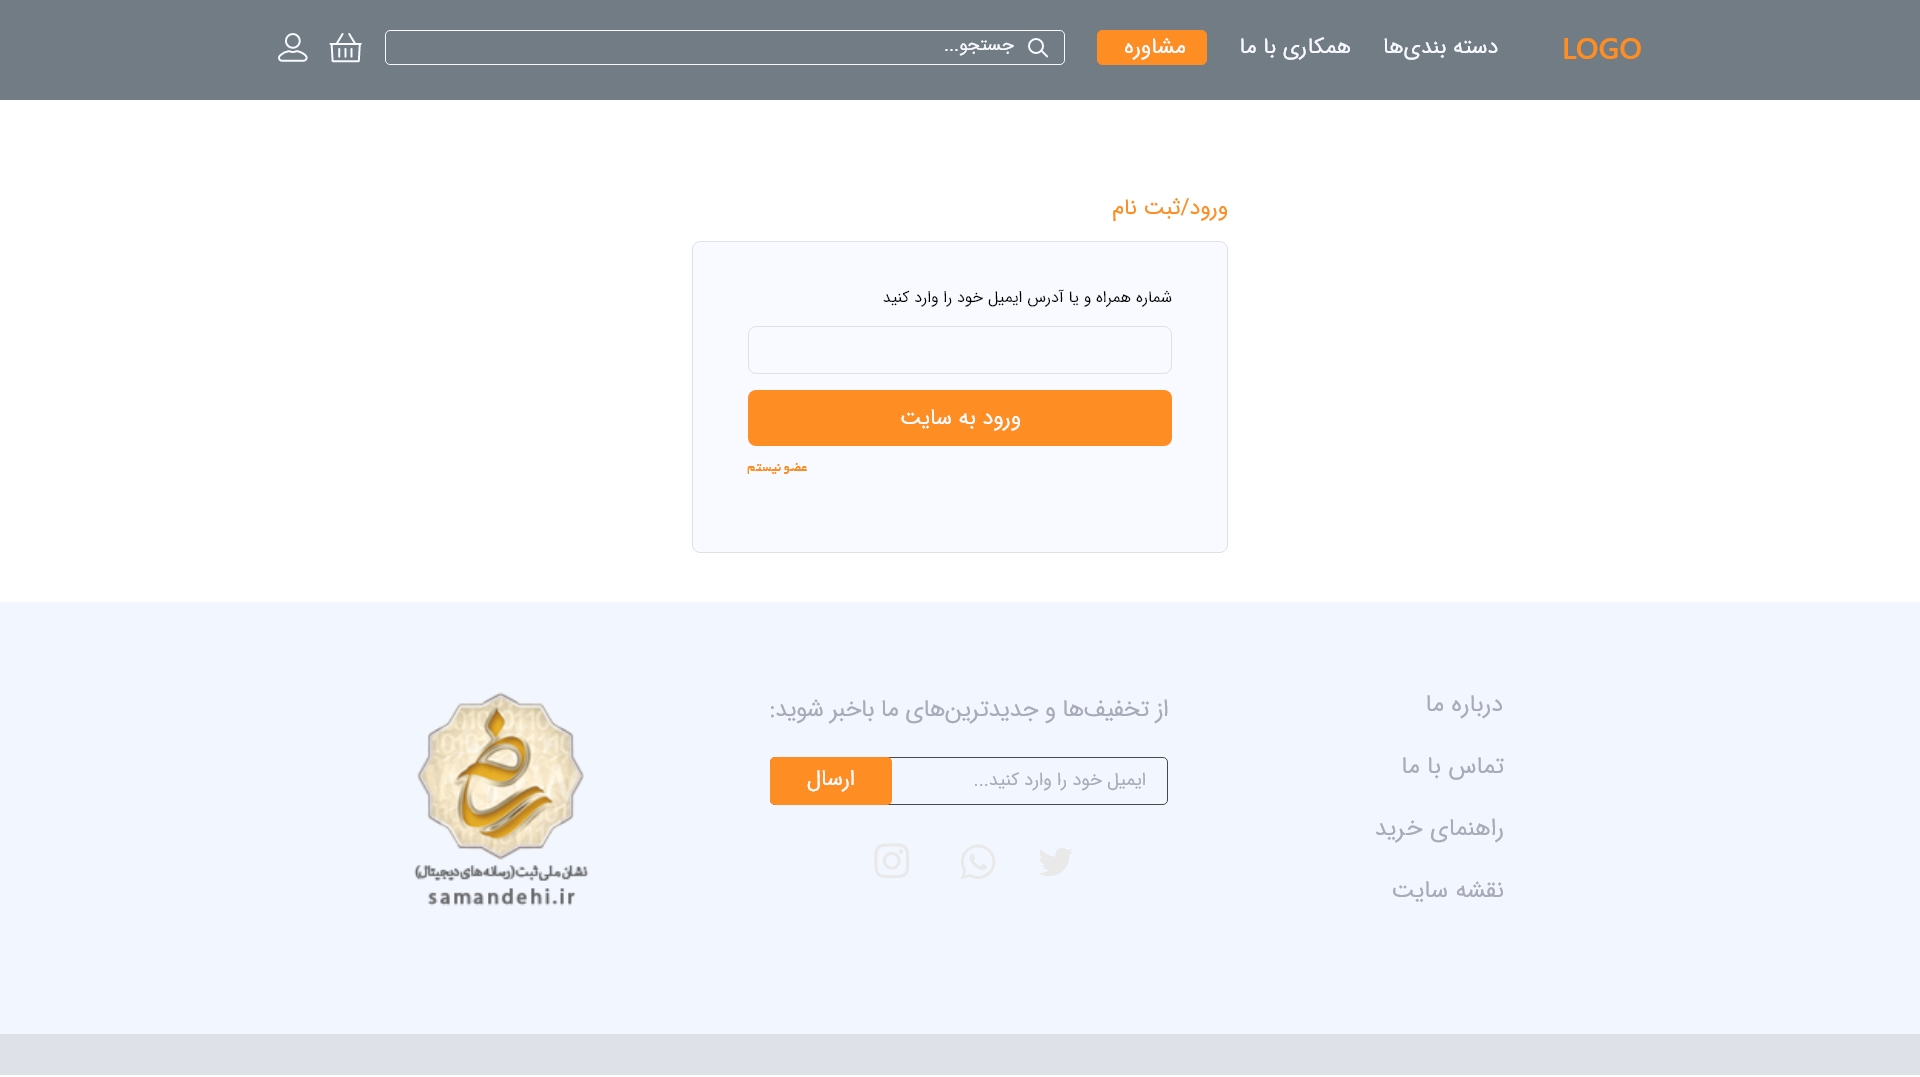 LOGO
دسته بندی‌ها
همکاری با ما
مشاوره
جستجو...
ورود/ثبت نام
شماره همراه و یا آدرس ایمیل خود را وارد کنید
ورود به سایت
عضو نیستم
درباره ما
تماس با ما
راهنمای خرید
نقشه سایت
از تخفیف‌ها و جدیدترین‌های ما باخبر شوید:
ایمیل خود را وارد کنید...
ارسال
نشان ملی ثبت (رسانه‌های دیجیتال)
samandehi.ir